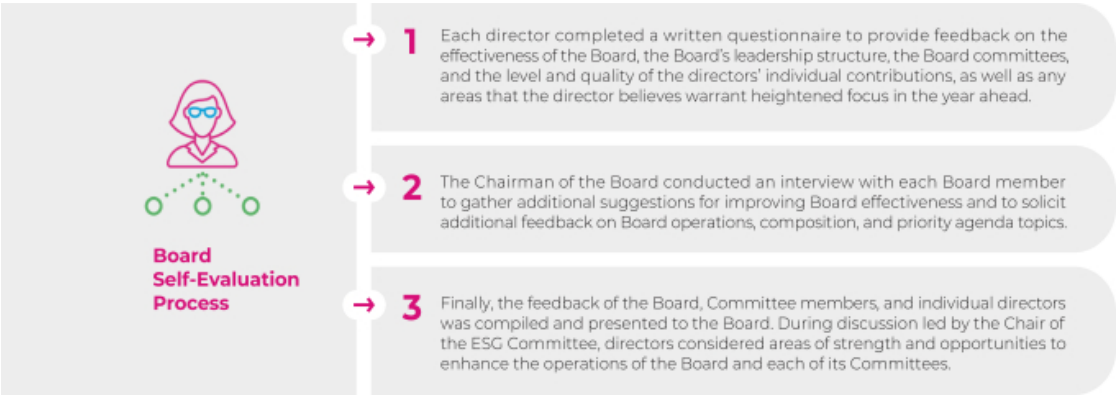 Board
Self-Evaluation
Process
1
Each director completed a written questionnaire to provide feedback on the
effectiveness of the Board, the Board's leadership structure, the Board committees,
and the level and quality of the directors' individual contributions, as well as any
areas that the director believes warrant heightened focus in the year ahead.
2
The Chairman of the Board conducted an interview with each Board member
to gather additional suggestions for improving Board effectiveness and to solicit
additional feedback on Board operations, composition, and priority agenda topics.
3
Finally, the feedback of the Board, Committee members, and individual directors
was compiled and presented to the Board. During discussion led by the Chair of
the ESG Committee, directors considered areas of strength and opportunities to
enhance the operations of the Board and each of its Committees.